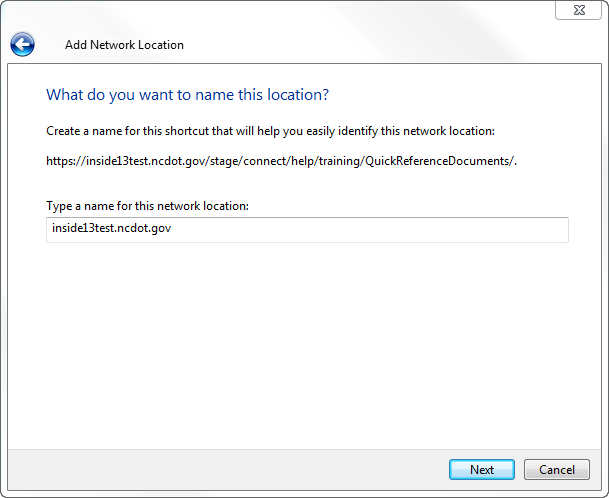 Add Network Location
What do you want to name this location?
Create a name for this shortcut that will help you easily identify this network location:
https://inside13test.ncdot.gov/stage/connect/help/training/QuickReferenceDocuments/.
Type a name for this network location:
inside13test.ncdot.gov
Next Cancel